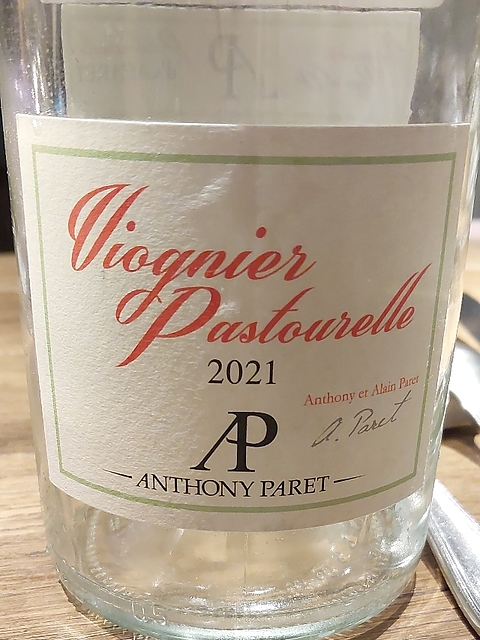 Viognier
Pastourelle
2021
Anthony et Alain Paret
A. Paret
AP
ANTHONY PARET